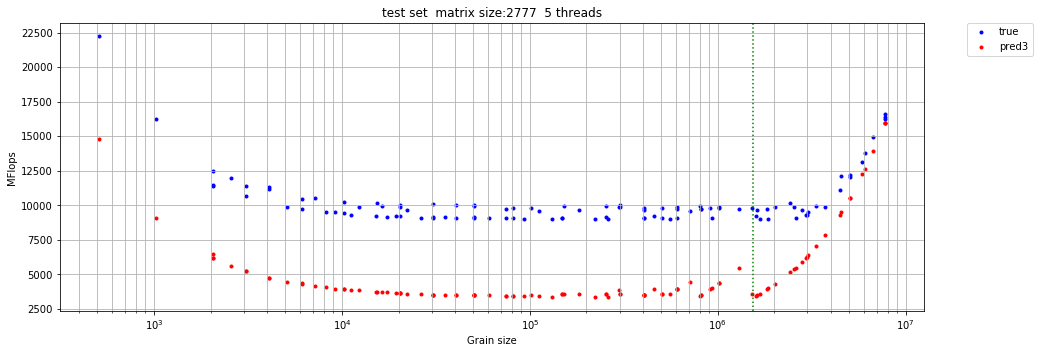 test set  matrix size:2777  5 threads
true
pred3
22500
20000
17500
15000
12500
10000
7500
5000
2500
MFlops
10³
10⁴
10⁵
10⁶
10⁷
Grain size